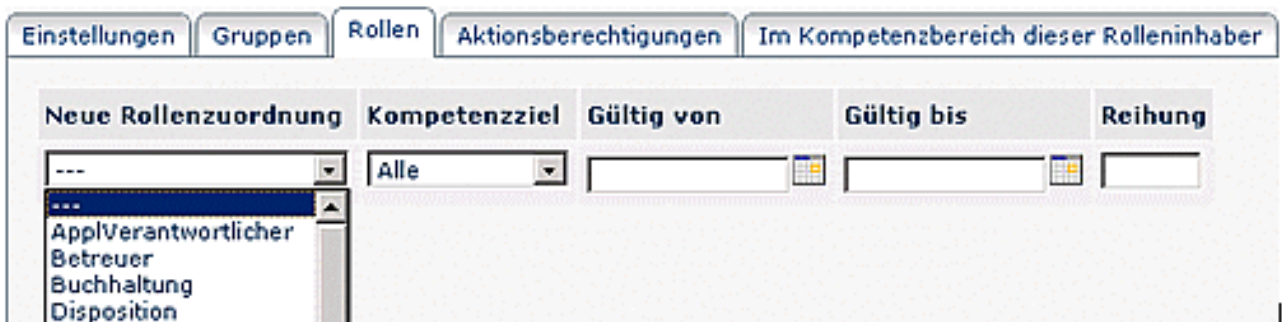 Einstellungen Gruppen Rollen Aktionsberechtigungen Im Kompetenzbereich dieser Rolleninhaber
Neue Rollenzuordnung Kompetenzziel Gültig von Gültig bis Reihung
--- Alle
---
ApplVerantwortlicher
Betreuer
Buchhaltung
Disposition